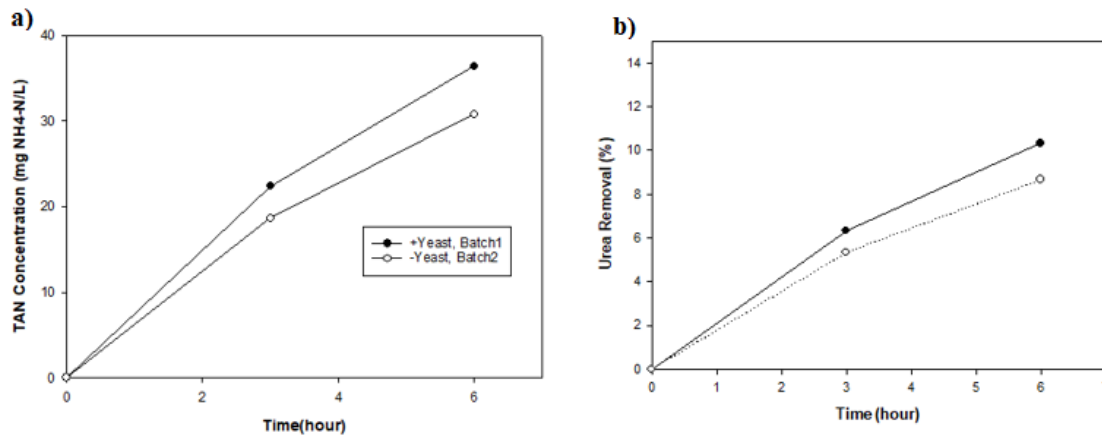 a)
TAN Concentration (mg NH4-N/L)
40
30
20
10
0
+Yeast, Batch1
-Yeast, Batch2
0 2 4 6
Time(hour)
b)
Urea Removal (%)
14
12
10
8
6
4
2
0
0 1 2 3 4 5 6
Time (hour)